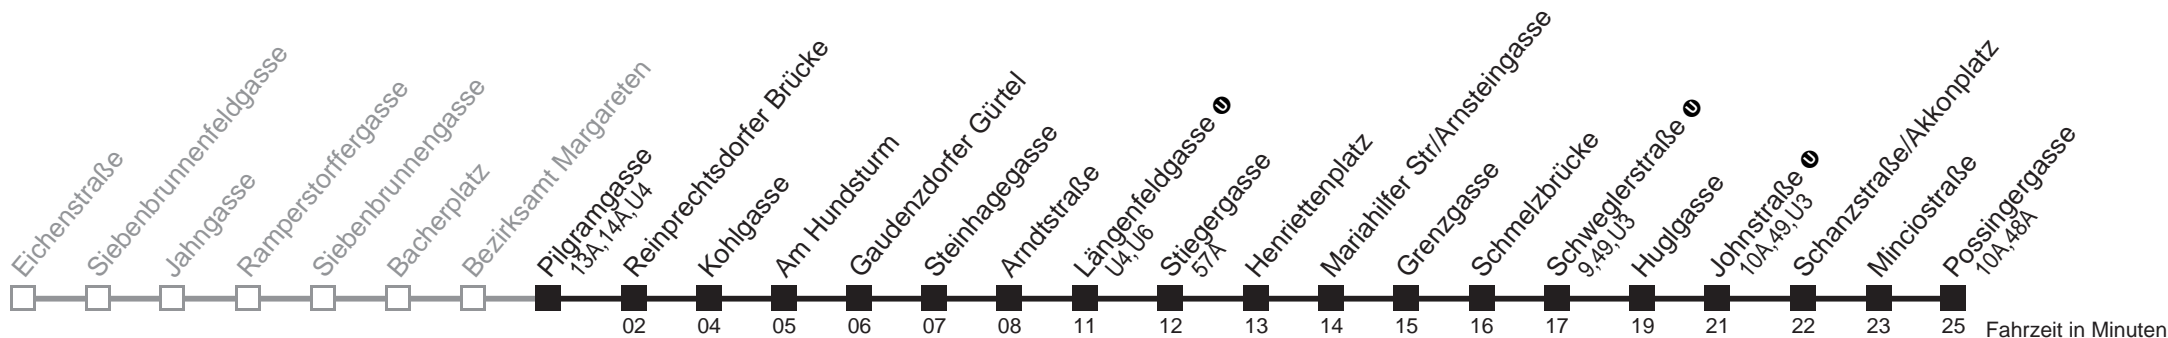 Eichenstraße
Siebenbrunnenfeldgasse
Jahngasse
Ramperstorffergasse
Siebenbrunnengasse
Bacherplatz
Bezirksamt Margareten
Pilgramgasse
13A,14A,U4
Reinprechtsdorfer Brücke
Kohlgasse
Am Hundsturm
Gaudenzdorfer Gürtel
Steinhagegasse
Arndtstraße
Längenfeldgasse U
U4,U6
Stiegergasse
57A
Henriettenplatz
Mariahilfer Str/Arnsteingasse
Grenzgasse
Schmelzbrücke
Schweglerstraße U
9,49,U3
Huglgasse
Johnstraße U
10A,49,U3
Schanzstraße/Akkonplatz
Minciostraße
Possingergasse
10A,48A
02 04 05 06 07 08 11 12 13 14 15 16 17 19 21 22 23 25 Fahrzeit in Minuten